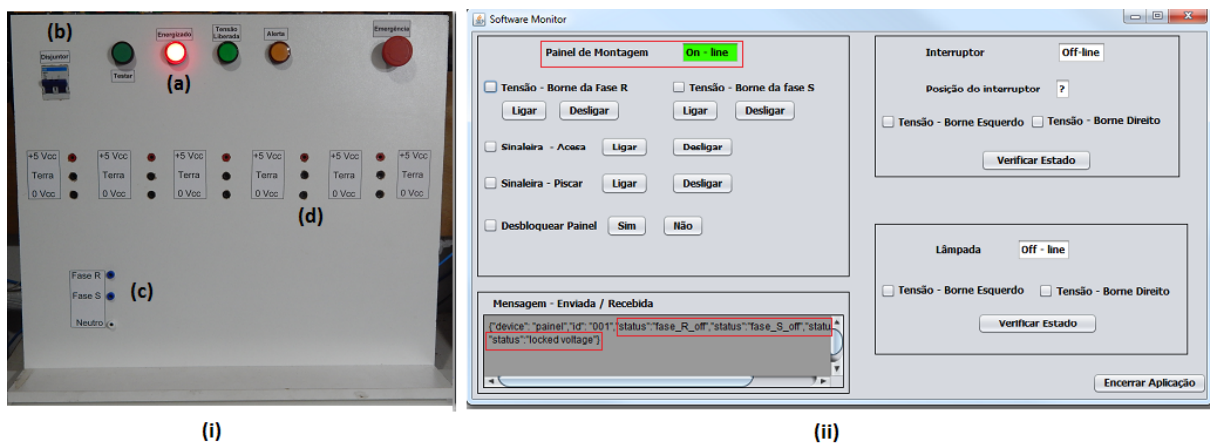 (b)
Disjuntor
Testar
Energizado
Tensão
Liberada
Alerta
Emergência
(a)
+5 Vcc +5 Vcc +5 Vcc +5 Vcc +5 Vcc +5 Vcc
Terra Terra Terra Terra Terra Terra
0 Vcc 0 Vcc 0 Vcc 0 Vcc 0 Vcc 0 Vcc
(d)
Fase R
Fase S
(c)
Neutro
(i)
Software Monitor
Painel de Montagem On - line
Tensão - Borne da Fase R Tensão - Borne da fase S
Ligar Desligar Ligar Desligar
Sinaleira - Acesa Ligar Desligar
Sinaleira - Piscar Ligar Desligar
Desbloquear Painel Sim Não
Mensagem - Enviada / Recebida
{"device": "painel","id": "001","status":"fase_R_off","status":"fase_S_off","statu
"status":"locked voltage"}
Interruptor Off-line
Posição do interruptor ?
Tensão - Borne Esquerdo Tensão - Borne Direito
Verificar Estado
Lâmpada Off - line
Tensão - Borne Esquerdo Tensão - Borne Direito
Verificar Estado
Encerrar Aplicação
(ii)